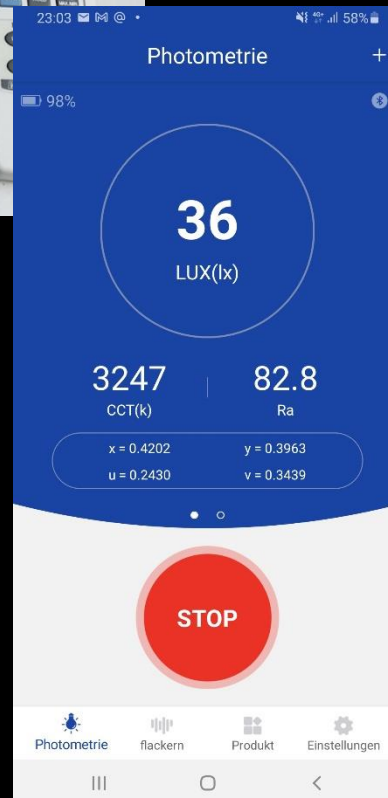 23:03 @ •
4G+ 58%
Photometrie +
98%
36
LUX(lx)
3247 82.8
CCT(k) Ra
x = 0.4202 y = 0.3963
u = 0.2430 v = 0.3439
STOP
Photometrie flackern Produkt Einstellungen